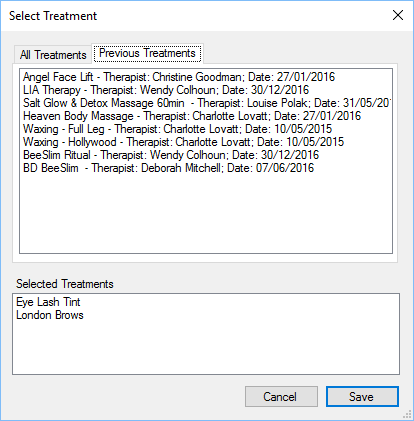 Select Treatment
All Treatments
Previous Treatments
Angel Face Lift - Therapist: Christine Goodman; Date: 27/01/2016
LIA Therapy - Therapist: Wendy Colhoun; Date: 30/12/2016
Salt Glow & Detox Massage 60min - Therapist: Louise Polak; Date: 31/05/201
Heaven Body Massage - Therapist: Charlotte Lovatt; Date: 27/01/2016
Waxing - Full Leg - Therapist: Charlotte Lovatt; Date: 10/05/2015
Waxing - Hollywood - Therapist: Charlotte Lovatt; Date: 10/05/2015
BeeSlim Ritual - Therapist: Wendy Colhoun; Date: 30/12/2016
BD BeeSlim - Therapist: Deborah Mitchell; Date: 07/06/2016
Selected Treatments
Eye Lash Tint
London Brows
Cancel
Save